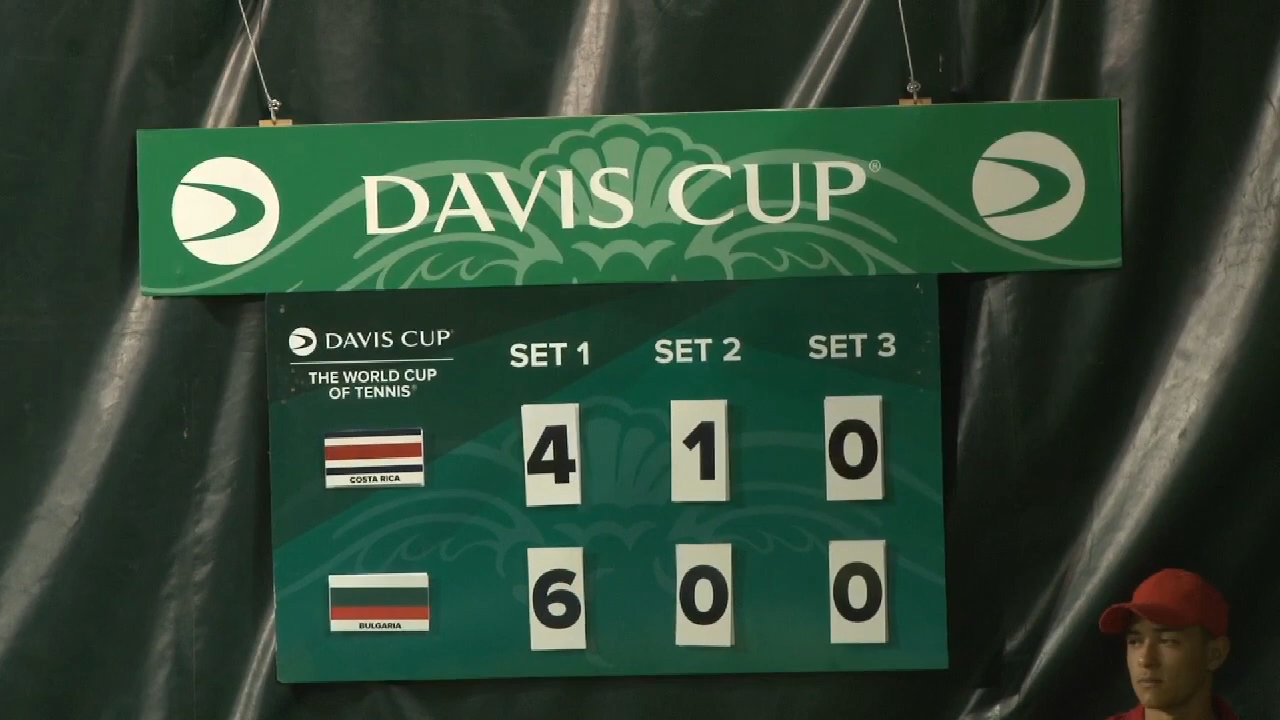 DAVIS CUP®
DAVIS CUP®
THE WORLD CUP
OF TENNIS®
SET 1 SET 2 SET 3
COSTA RICA 4 1 0
BULGARIA 6 0 0